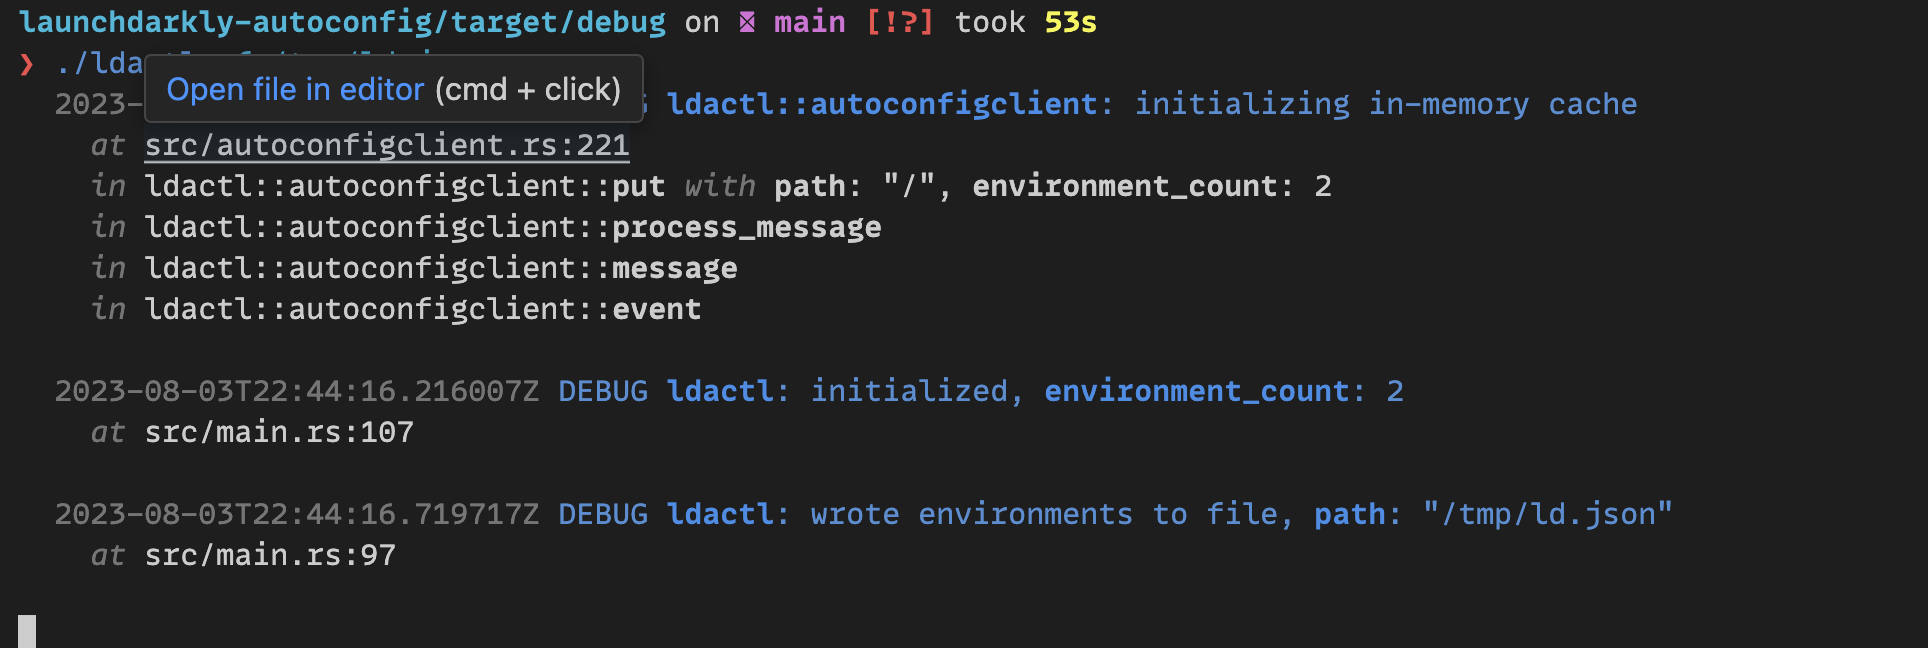 launchdarkly-autoconfig/target/debug on main [!?] took 53s
❯ ./lda
Open file in editor (cmd + click)
2023- ldactl::autoconfigclient: initializing in-memory cache
at src/autoconfigclient.rs:221
in ldactl::autoconfigclient::put with path: "/", environment_count: 2
in ldactl::autoconfigclient::process_message
in ldactl::autoconfigclient::message
in ldactl::autoconfigclient::event
2023-08-03T22:44:16.216007Z DEBUG ldactl: initialized, environment_count: 2
at src/main.rs:107
2023-08-03T22:44:16.719717Z DEBUG ldactl: wrote environments to file, path: "/tmp/ld.json"
at src/main.rs:97